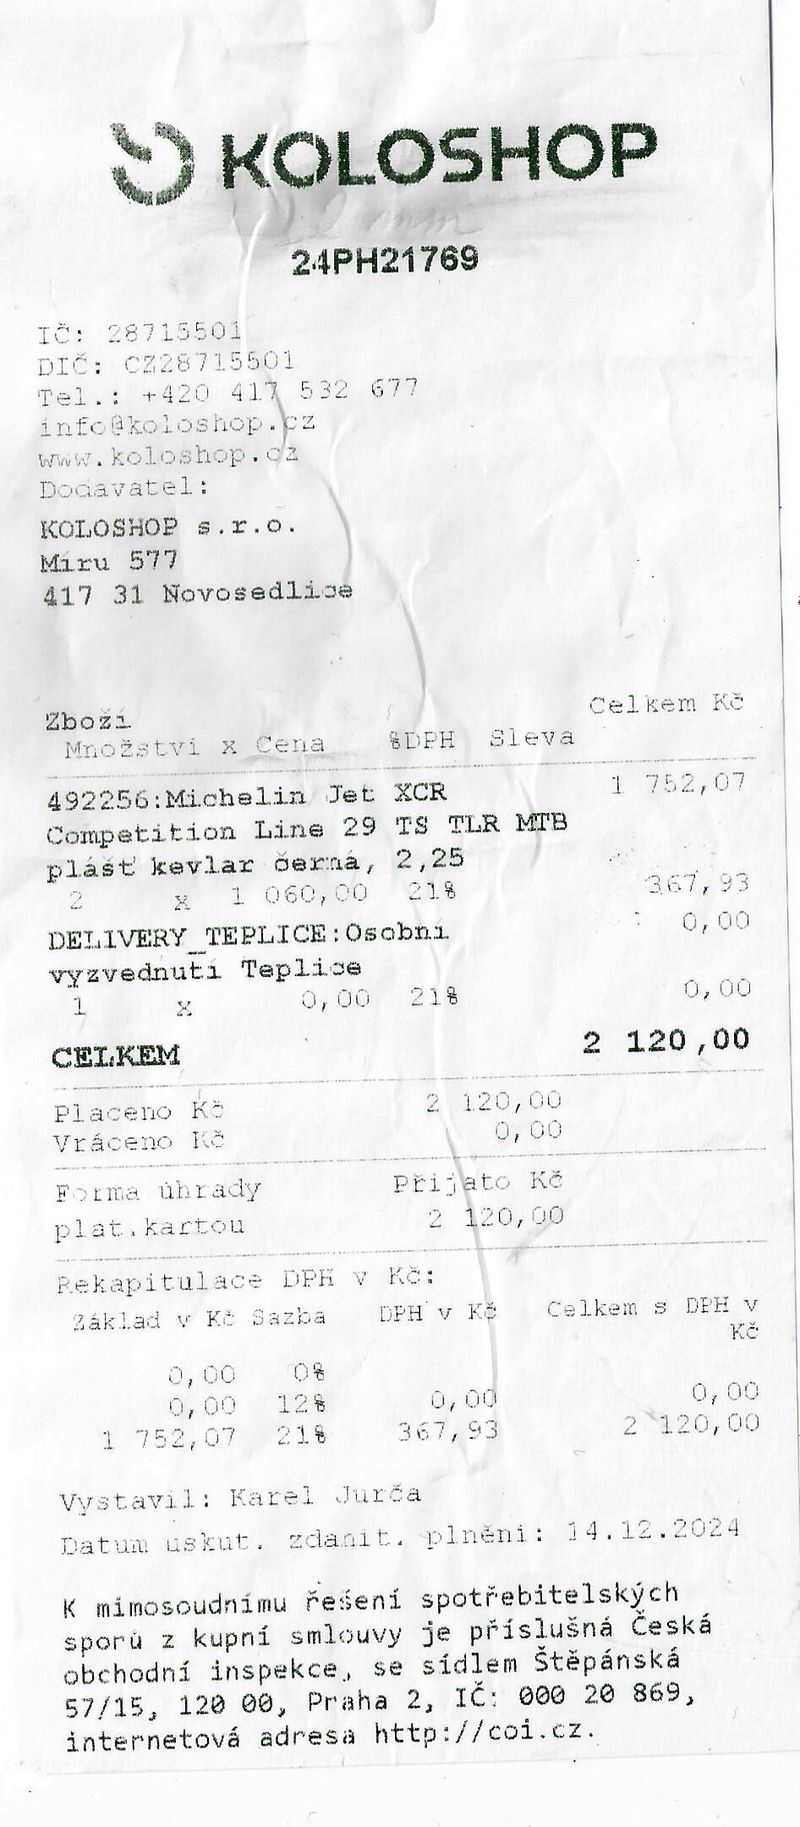 KOLOSHOP
24PH21769
IČ: 28715501
DIČ: CZ28715501
Tel.: +420 417 532 677
info@koloshop.cz
www.koloshop.cz
Dodavatel:
KOLOSHOP s.r.o.
Míru 577
417 31 Novosedlice
Zboží Celkem Kč
Množství x Cena %DPH Sleva
492256:Michelin Jet XCR 1 752,07
Competition Line 29 TS TLR MTB
plášť kevlar černá, 2,25
2 x 1 060,00 21% 367,93
DELIVERY_TEPLICE:Osobní 0,00
vyzvednutí Teplice
1 x 0,00 21% 0,00
CELKEM 2 120,00
Placeno Kč 2 120,00
Vráceno Kč 0,00
Forma úhrady Přijato Kč
plat.kartou 2 120,00
Rekapitulace DPH v Kč:
Základ v Kč Sazba DPH v Kč Celkem s DPH v
Kč
0,00 0%
0,00 12% 0,00 0,00
1 752,07 21% 367,93 2 120,00
Vystavil: Karel Jurča
Datum uskut. zdanit. plnění: 14.12.2024
K mimosoudnímu řešení spotřebitelských
sporů z kupní smlouvy je příslušná Česká
obchodní inspekce, se sídlem Štěpánská
57/15, 120 00, Praha 2, IČ: 000 20 869,
internetová adresa http://coi.cz.